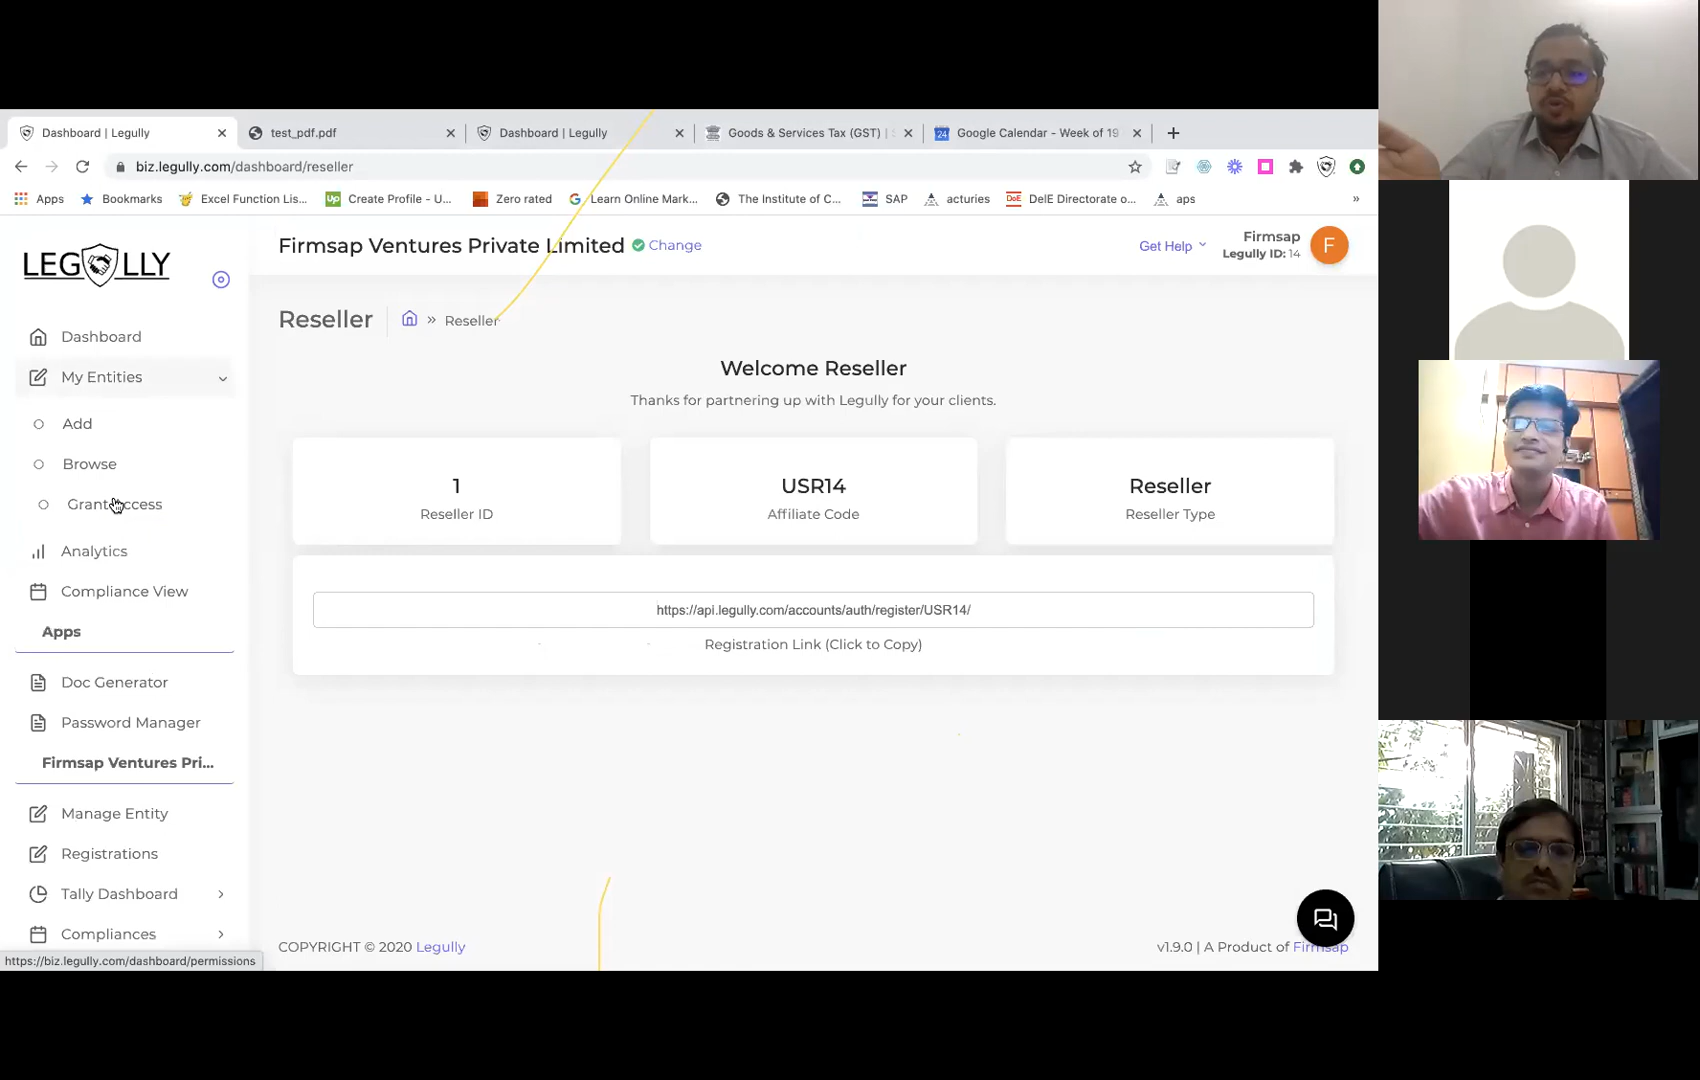 Dashboard | Legully
test_pdf.pdf
Dashboard | Legully
Goods & Services Tax (GST) |
24
Google Calendar - Week of 19
biz.legully.com/dashboard/reseller
Apps
Bookmarks
Excel Function Lis...
Up
Create Profile - U...
Zero rated
Learn Online Mark...
The Institute of C...
SAP
acturies
DoE
DelE Directorate o...
aps
»
LEGULLY
Firmsap Ventures Private Limited
Change
Get Help
Firmsap
Legully ID: 14
F
Dashboard
My Entities
Add
Browse
Grant Access
Analytics
Compliance View
Apps
Doc Generator
Password Manager
Firmsap Ventures Pri...
Manage Entity
Registrations
Tally Dashboard
Compliances
Reseller
» Reseller
Welcome Reseller
Thanks for partnering up with Legully for your clients.
1
Reseller ID
USR14
Affiliate Code
Reseller
Reseller Type
https://api.legully.com/accounts/auth/register/USR14/
Registration Link (Click to Copy)
COPYRIGHT © 2020 Legully
v1.9.0 | A Product of Firmsap
https://biz.legully.com/dashboard/permissions